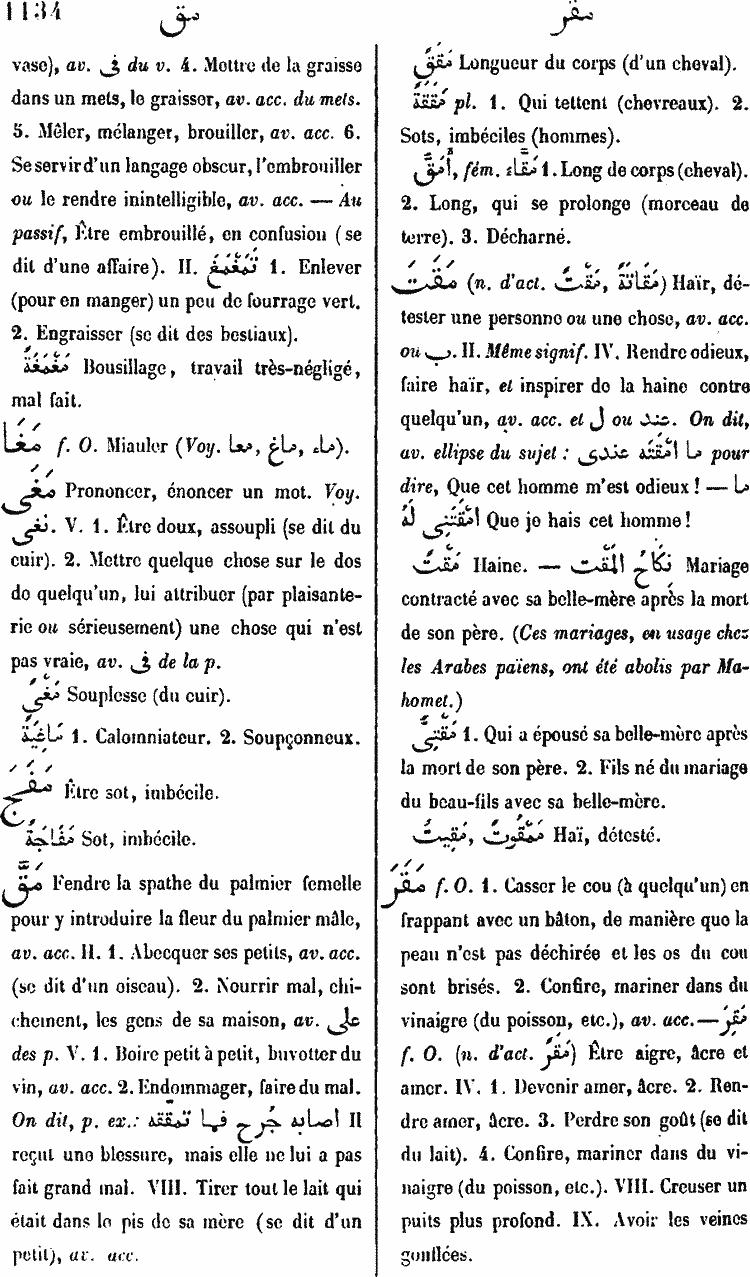 1134
مق
مقر
vase), av. فى du v. 4. Mettre de la graisse
dans un mets, le graisser, av. acc. du mets.
5. Mêler, mélanger, brouiller, av. acc. 6.
Se servir d'un langage obscur, l'embrouiller
ou le rendre inintelligible, av. acc. — Au
passif, Être embrouillé, en confusion (se
dit d'une affaire). II. تَمَغْمَغَ 1. Enlever
(pour en manger) un peu de fourrage vert.
2. Engraisser (se dit des bestiaux).
مَغْمَغَةٌ Bousillage, travail très-négligé,
mal fait.
مَغَا f. O. Miauler (Voy. معا, ماغ, ماء).
مَغَى Prononcer, énoncer un mot. Voy.
نغى. V. 1. Être doux, assoupli (se dit du
cuir). 2. Mettre quelque chose sur le dos
de quelqu'un, lui attribuer (par plaisante-
rie ou sérieusement) une chose qui n'est
pas vraie, av. فى de la p.
مَغْىٌ Souplesse (du cuir).
مَاغِيَةٌ 1. Calomniateur. 2. Soupçonneux.
مَفَجَ Être sot, imbécile.
مَفَاجَةٌ Sot, imbécile.
مَقَّ Fendre la spathe du palmier femelle
pour y introduire la fleur du palmier mâle,
av. acc. II. 1. Abecquer ses petits, av. acc.
(se dit d'un oiseau). 2. Nourrir mal, chi-
chement, les gens de sa maison, av. على
des p. V. 1. Boire petit à petit, buvotter du
vin, av. acc. 2. Endommager, faire du mal.
On dit, p. ex.: اصابه جُرح فما تمقّقه Il
reçut une blessure, mais elle ne lui a pas
fait grand mal. VIII. Tirer tout le lait qui
était dans le pis de sa mère (se dit d'un
petit), av. acc.
مَقَقٌ Longueur du corps (d'un cheval).
مَقَقَةٌ pl. 1. Qui tettent (chevreaux). 2.
Sots, imbéciles (hommes).
أَمَقُّ, fém. مَقَّاءُ 1. Long de corps (cheval).
2. Long, qui se prolonge (morceau de
terre). 3. Décharné.
مَقَتَ (n. d'act. مَقْتٌ, مَقَاتَةٌ) Haïr, dé-
tester une personne ou une chose, av. acc.
ou ب. II. Même signif. IV. Rendre odieux,
faire haïr, et inspirer de la haine contre
quelqu'un, av. acc. et ل ou عند. On dit,
av. ellipse du sujet : ما امقته عندى pour
dire, Que cet homme m'est odieux ! — ما
امْقَتَنِى لَهُ Que je hais cet homme !
مَقْتٌ Haine. — نِكَاحُ الْمَقْت Mariage
contracté avec sa belle-mère après la mort
de son père. (Ces mariages, en usage chez
les Arabes païens, ont été abolis par Ma-
homet.)
مَقْتِىٌّ 1. Qui a épousé sa belle-mère après
la mort de son père. 2. Fils né du mariage
du beau-fils avec sa belle-mère.
مَقِيتٌ, مَمْقُوتٌ Haï, détesté.
مَقَرَ f. O. 1. Casser le cou (à quelqu'un) en
frappant avec un bâton, de manière que la
peau n'est pas déchirée et les os du cou
sont brisés. 2. Confire, mariner dans du
vinaigre (du poisson, etc.), av. acc. — مَقِرَ
f. O. (n. d'act. مَقَرٌ) Être aigre, âcre et
amer. IV. 1. Devenir amer, âcre. 2. Ren-
dre amer, âcre. 3. Perdre son goût (se dit
du lait). 4. Confire, mariner dans du vi-
naigre (du poisson, etc.). VIII. Creuser un
puits plus profond. IX. Avoir les veines
gonflées.